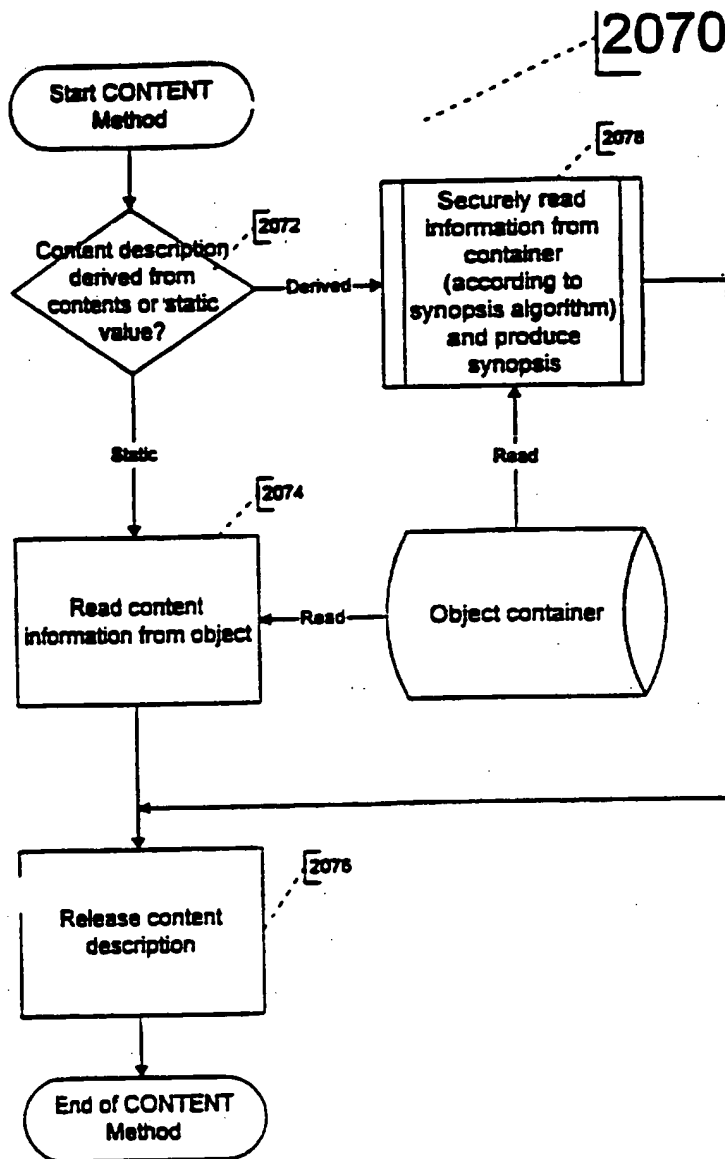 2070
Start CONTENT
Method
2078
Securely read
information from
container
(according to
synopsis algorithm)
and produce
synopsis
2072
Content description
derived from
contents or static
value?
Derived
Static
Read
2074
Read content
information from object
Read
Object container
2076
Release content
description
End of CONTENT
Method